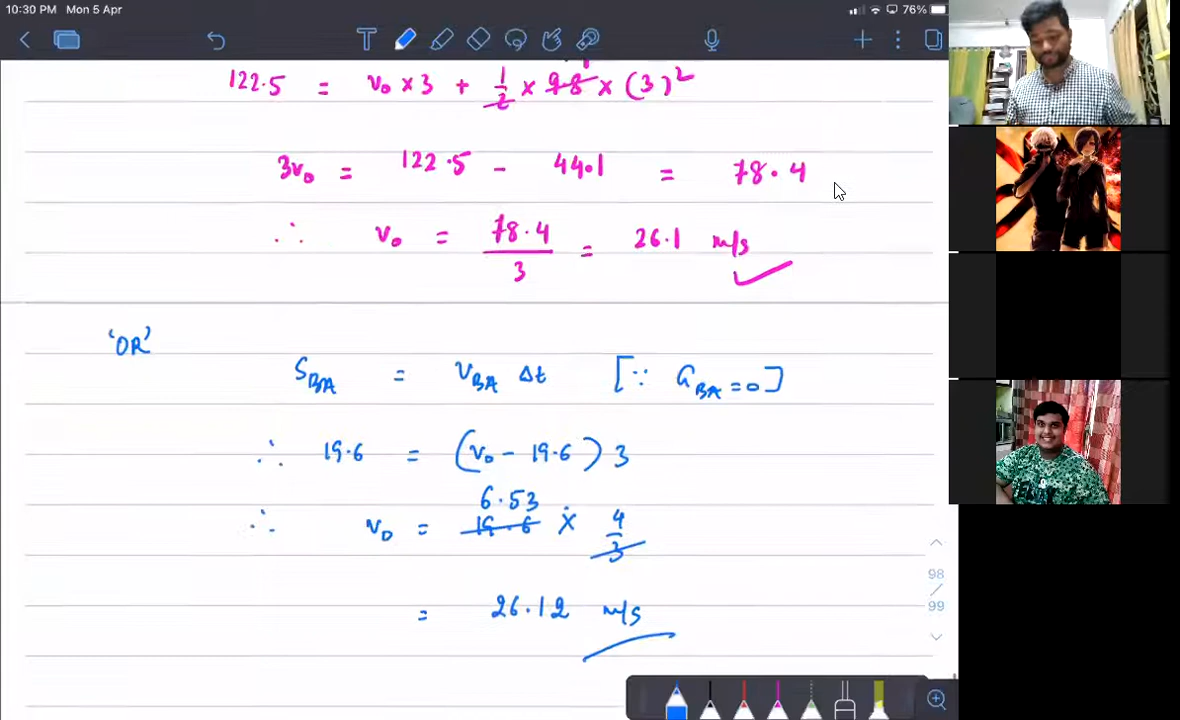 10:30 PM Mon 5 Apr
76%
122.5 = v₀ × 3 + 1/2 × 9.8 × (3)²
3v₀ = 122.5 - 44.1 = 78.4
∴ v₀ = 78.4/3 = 26.1 m/s
'OR'
S_BA = V_BA Δt [∵ a_BA = 0]
∴ 19.6 = (v₀ - 19.6) 3
6.53
∴ v₀ = 19.6 × 4/3
= 26.12 m/s
98
/
99